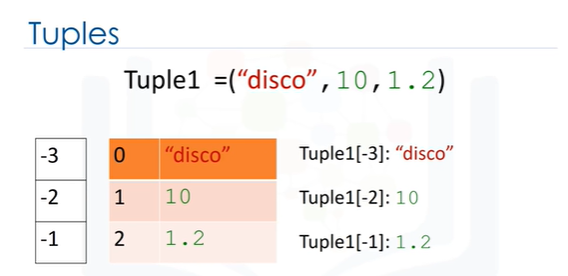 Tuples
Tuple1 =(“disco”,10,1.2)
-3 0 “disco” Tuple1[-3]: “disco”
-2 1 10 Tuple1[-2]: 10
-1 2 1.2 Tuple1[-1]: 1.2